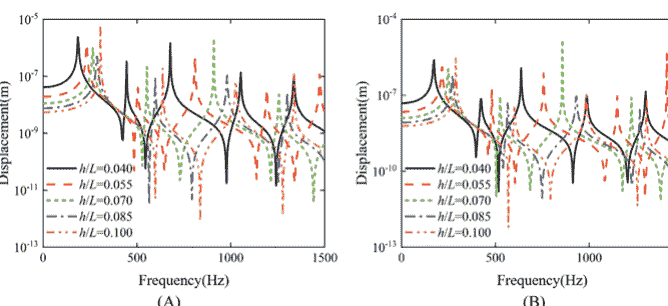 10-5
10-7
10-9
10-11
10-13
Displacement(m)
h/L=0.040
h/L=0.055
h/L=0.070
h/L=0.085
h/L=0.100
0 500 1000 1500
Frequency(Hz)
(A)
10-4
10-7
10-10
10-13
Displacement(m)
h/L=0.040
h/L=0.055
h/L=0.070
h/L=0.085
h/L=0.100
0 500 1000
Frequency(Hz)
(B)